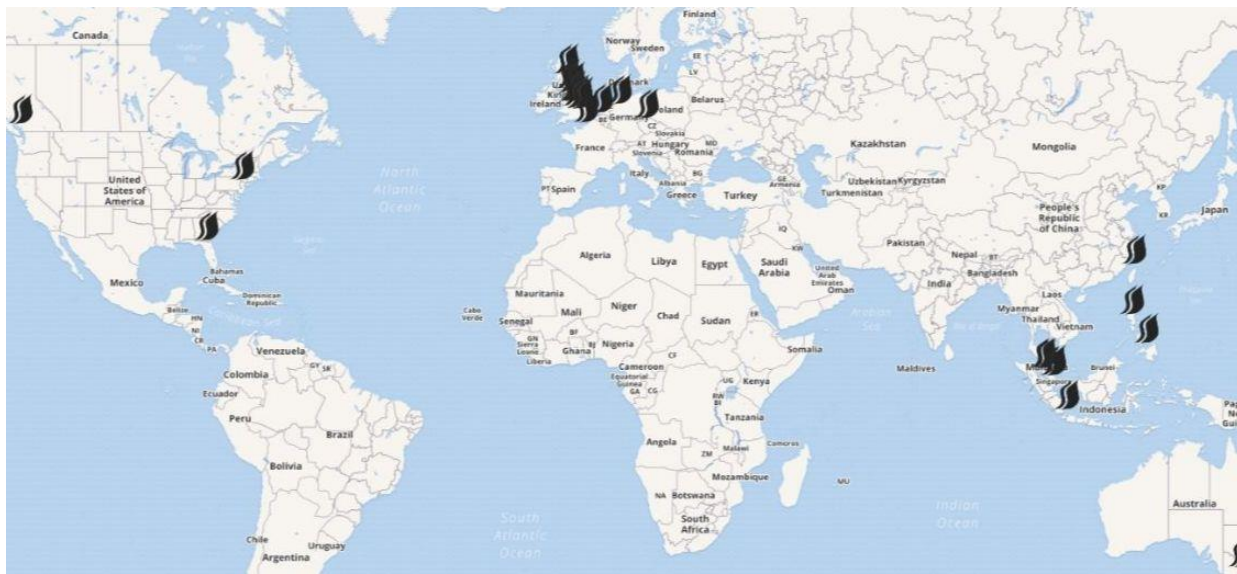 Canada
Finland
Norway
Sweden
EE
LV
Ireland
Belarus
BE
Germany
CZ
Slovakia
France
AT
Hungary
MD
Slovenia
Romania
Italy
BG
PT
Spain
Albania
Greece
Turkey
GE
Armenia
Kazakhstan
Mongolia
Uzbekistan
Kyrgyzstan
Turkmenistan
KP
KR
Japan
People's
Republic
of China
United
States of
America
North
Atlantic
Ocean
Mexico
Bahamas
Cuba
Dominican
Republic
Caribbean Sea
Belize
HN
NI
CR
PA
Venezuela
GY
SR
Colombia
Ecuador
Peru
Brazil
Bolivia
Chile
Argentina
Uruguay
Algeria
Libya
Egypt
IQ
KW
Saudi
Arabia
United
Arab
Emirates
Oman
Pakistan
Nepal
BT
Bangladesh
India
Myanmar
Laos
Thailand
Vietnam
Arabian
Sea
Cabo
Verde
Mauritania
Mali
Niger
Chad
Sudan
ER
Senegal
BF
GN
Sierra
Leone
Liberia
Ghana
BJ
Nigeria
CF
Cameroon
Equatorial
Guinea
GA
CG
UG
Kenya
Somalia
RW
BI
Tanzania
Maldives
Brunei
Singapore
Indonesia
Angola
ZM
Malawi
Comoros
Mozambique
MU
NA
Botswana
South
Africa
South
Atlantic
Ocean
Indian
Ocean
Australia